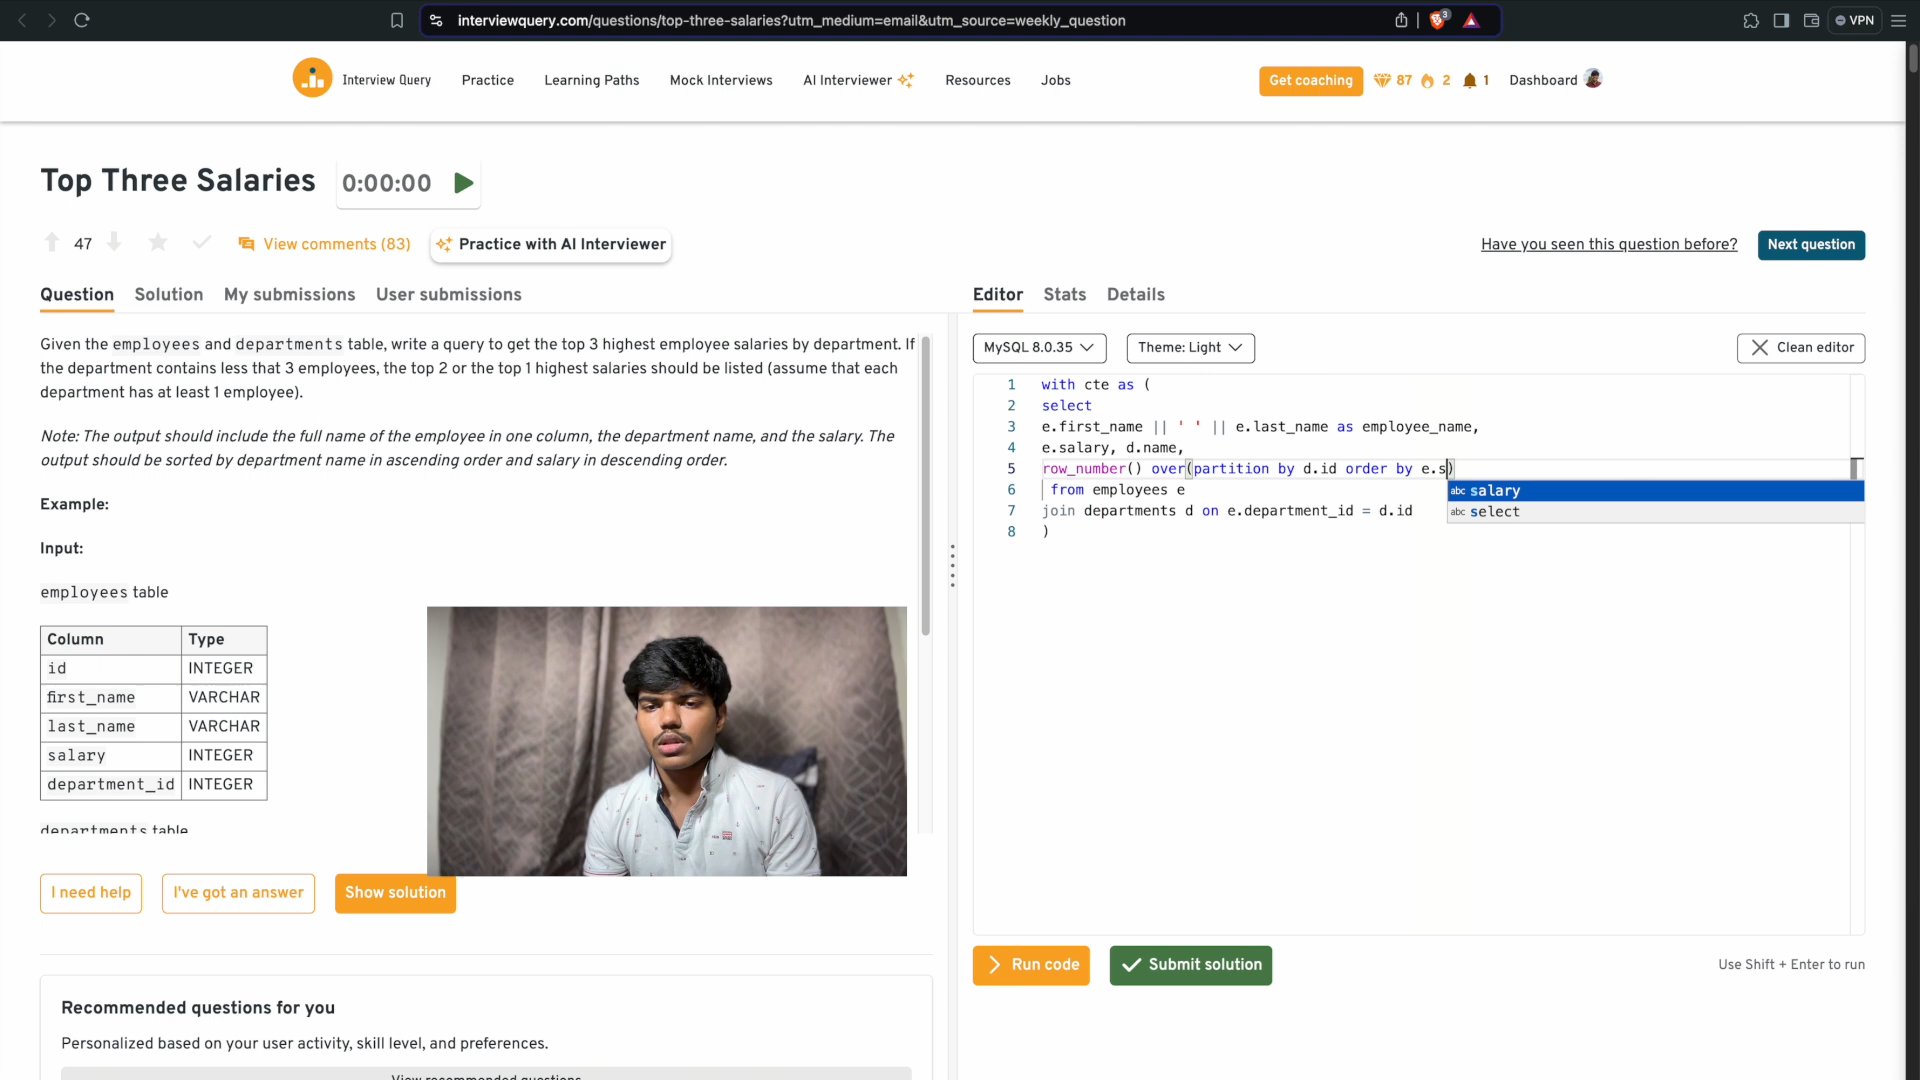 interviewquery.com/questions/top-three-salaries?utm_medium=email&utm_source=weekly_question
3
VPN
Interview Query
Practice
Learning Paths
Mock Interviews
AI Interviewer
Resources
Jobs
Get coaching
87
2
1
Dashboard
Top Three Salaries
0:00:00
47
View comments (83)
Practice with AI Interviewer
Have you seen this question before?
Next question
Question
Solution
My submissions
User submissions
Given the employees and departments table, write a query to get the top 3 highest employee salaries by department. If
the department contains less that 3 employees, the top 2 or the top 1 highest salaries should be listed (assume that each
department has at least 1 employee).
Note: The output should include the full name of the employee in one column, the department name, and the salary. The
output should be sorted by department name in ascending order and salary in descending order.
Example:
Input:
employees table
Column Type
id INTEGER
first_name VARCHAR
last_name VARCHAR
salary INTEGER
department_id INTEGER
departments table
I need help
I've got an answer
Show solution
Recommended questions for you
Personalized based on your user activity, skill level, and preferences.
View recommended questions
Editor
Stats
Details
MySQL 8.0.35
Theme: Light
Clean editor
1 with cte as (
2 select
3 e.first_name || ' ' || e.last_name as employee_name,
4 e.salary, d.name,
5 row_number() over(partition by d.id order by e.s)
6 from employees e
7 join departments d on e.department_id = d.id
8 )
abc salary
abc select
Run code
Submit solution
Use Shift + Enter to run